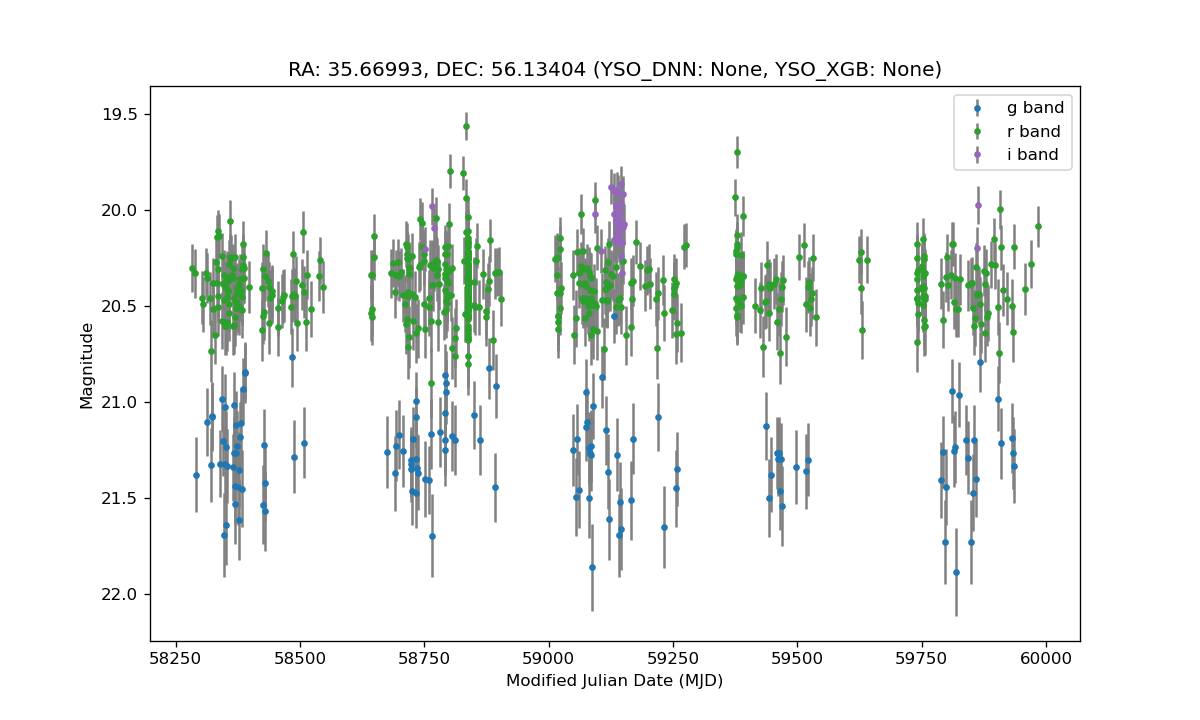 RA: 35.66993, DEC: 56.13404 (YSO_DNN: None, YSO_XGB: None)
g band
r band
i band
19.5
20.0
20.5
21.0
21.5
22.0
Magnitude
58250 58500 58750 59000 59250 59500 59750 60000
Modified Julian Date (MJD)